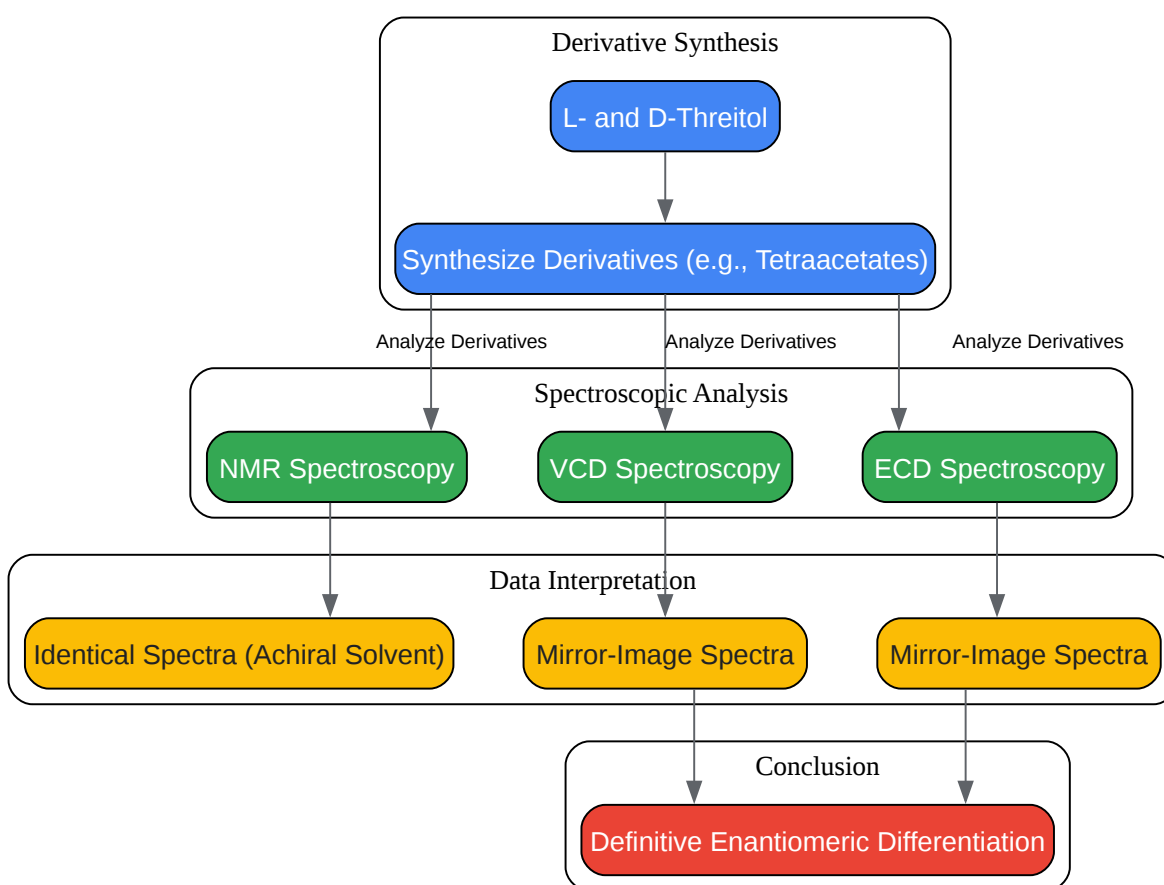 Derivative Synthesis
L- and D-Threitol
Synthesize Derivatives (e.g., Tetraacetates)
Analyze Derivatives
Analyze Derivatives
Analyze Derivatives
Spectroscopic Analysis
NMR Spectroscopy
VCD Spectroscopy
ECD Spectroscopy
Data Interpretation
Identical Spectra (Achiral Solvent)
Mirror-Image Spectra
Mirror-Image Spectra
Conclusion
Definitive Enantiomeric Differentiation